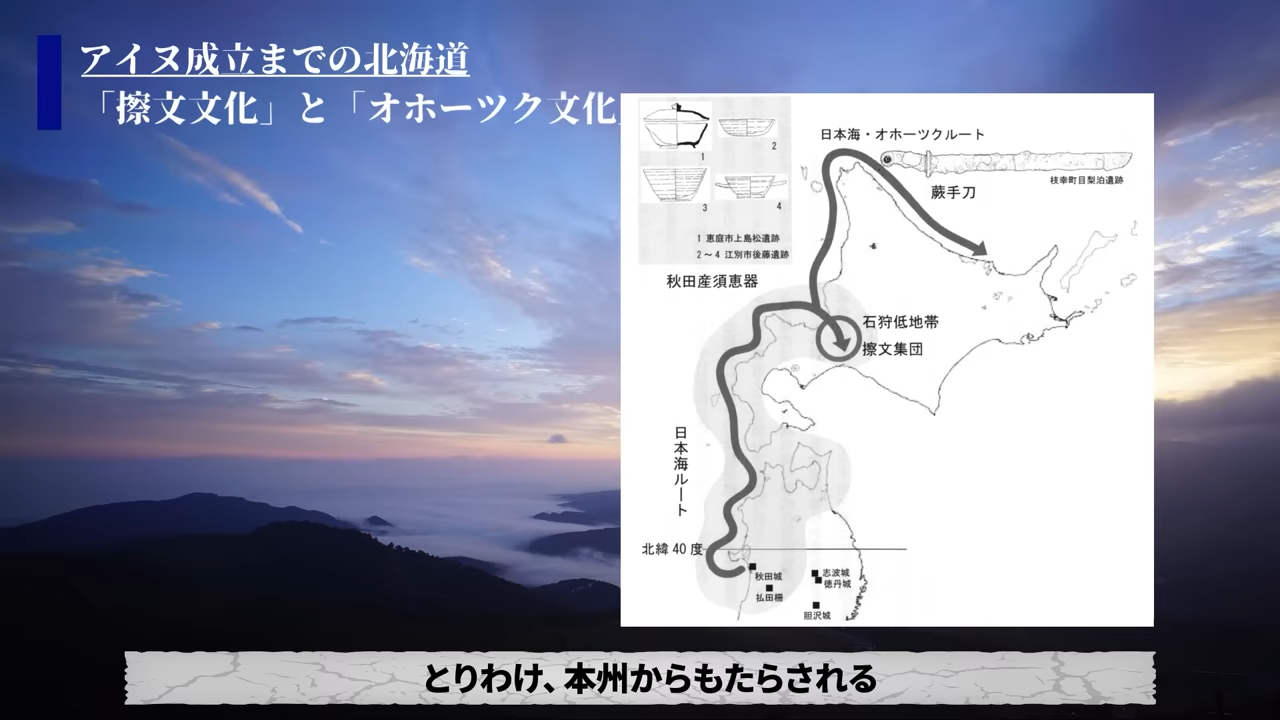 アイヌ成立までの北海道
「擦文文化」と「オホーツク文化」
1
2
3
4
1 恵庭市上島松遺跡
2～4 江別市後藤遺跡
秋田産須恵器
日本海・オホーツクルート
枝幸町目梨泊遺跡
蕨手刀
石狩低地帯
擦文集団
日本海ルート
北緯40度
秋田城
払田柵
志波城
徳丹城
胆沢城
とりわけ、本州からもたらされる